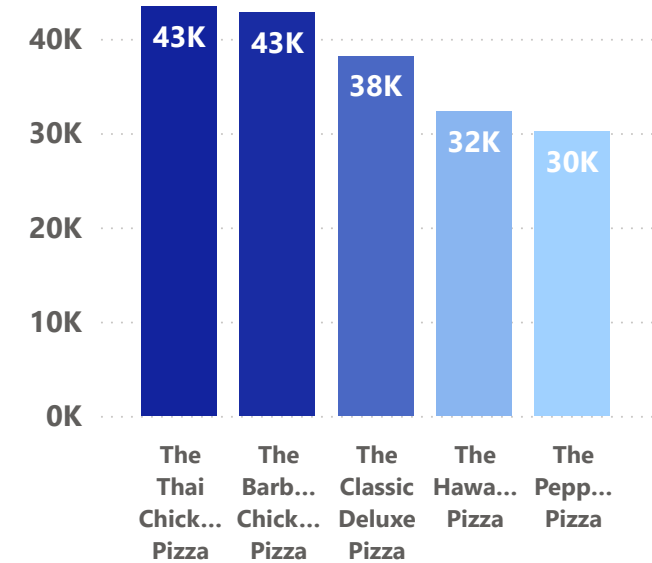 40K
30K
20K
10K
0K
43K
43K
38K
32K
30K
The
Thai
Chick...
Pizza
The
Barb...
Chick...
Pizza
The
Classic
Deluxe
Pizza
The
Hawa...
Pizza
The
Pepp...
Pizza